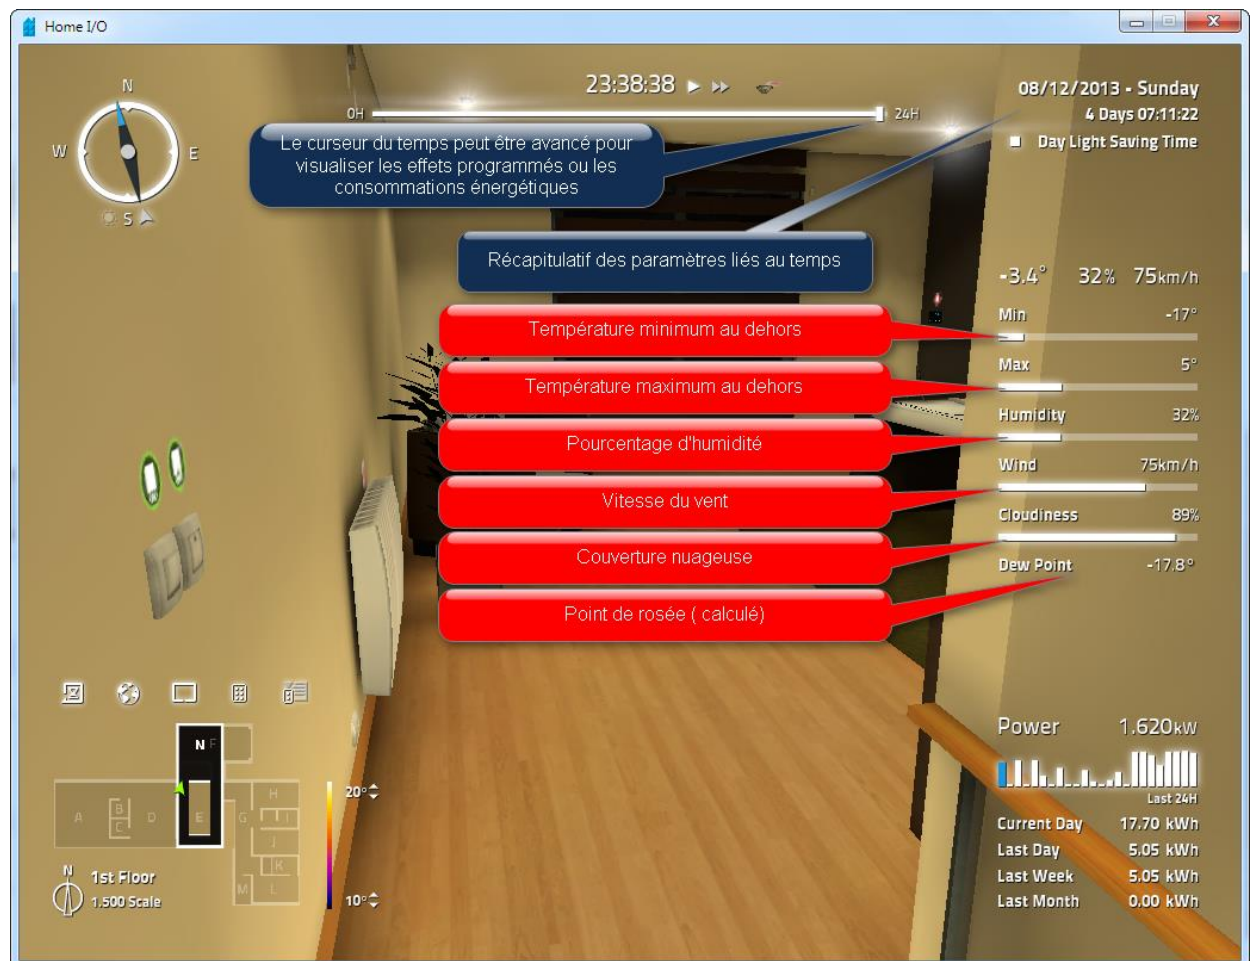 Home I/O
N
W
E
S
23:38:38
0H
24H
08/12/2013 - Sunday
4 Days 07:11:22
Day Light Saving Time
Le curseur du temps peut être avancé pour
visualiser les effets programmés ou les
consommations énergétiques
Récapitulatif des paramètres liés au temps
-3.4° 32% 75km/h
Température minimum au dehors
Min -17°
Température maximum au dehors
Max 5°
Pourcentage d'humidité
Humidity 32%
Vitesse du vent
Wind 75km/h
Couverture nuageuse
Cloudiness 89%
Point de rosée ( calculé)
Dew Point -17.8°
N F
A B C D E G H I J K L M
20°
10°
N
1st Floor
1.500 Scale
Power 1.620kW
Last 24H
Current Day 17.70 kWh
Last Day 5.05 kWh
Last Week 5.05 kWh
Last Month 0.00 kWh